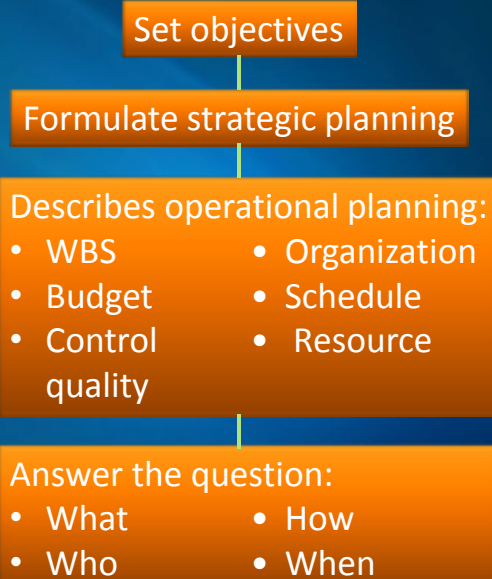 Set objectives
Formulate strategic planning
Describes operational planning:
• WBS • Organization
• Budget • Schedule
• Control • Resource
quality
Answer the question:
• What • How
• Who • When